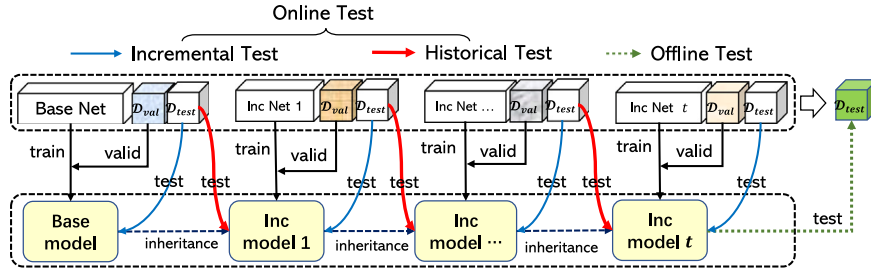 Online Test
Incremental Test Historical Test Offline Test
Base Net 𝒟val 𝒟test Inc Net 1 𝒟val 𝒟test Inc Net ... 𝒟val 𝒟test Inc Net t 𝒟val 𝒟test 𝒟test
train valid test test train valid test test train valid test test train valid test
Base model Inc model 1 Inc model ... Inc model t
inheritance inheritance inheritance test